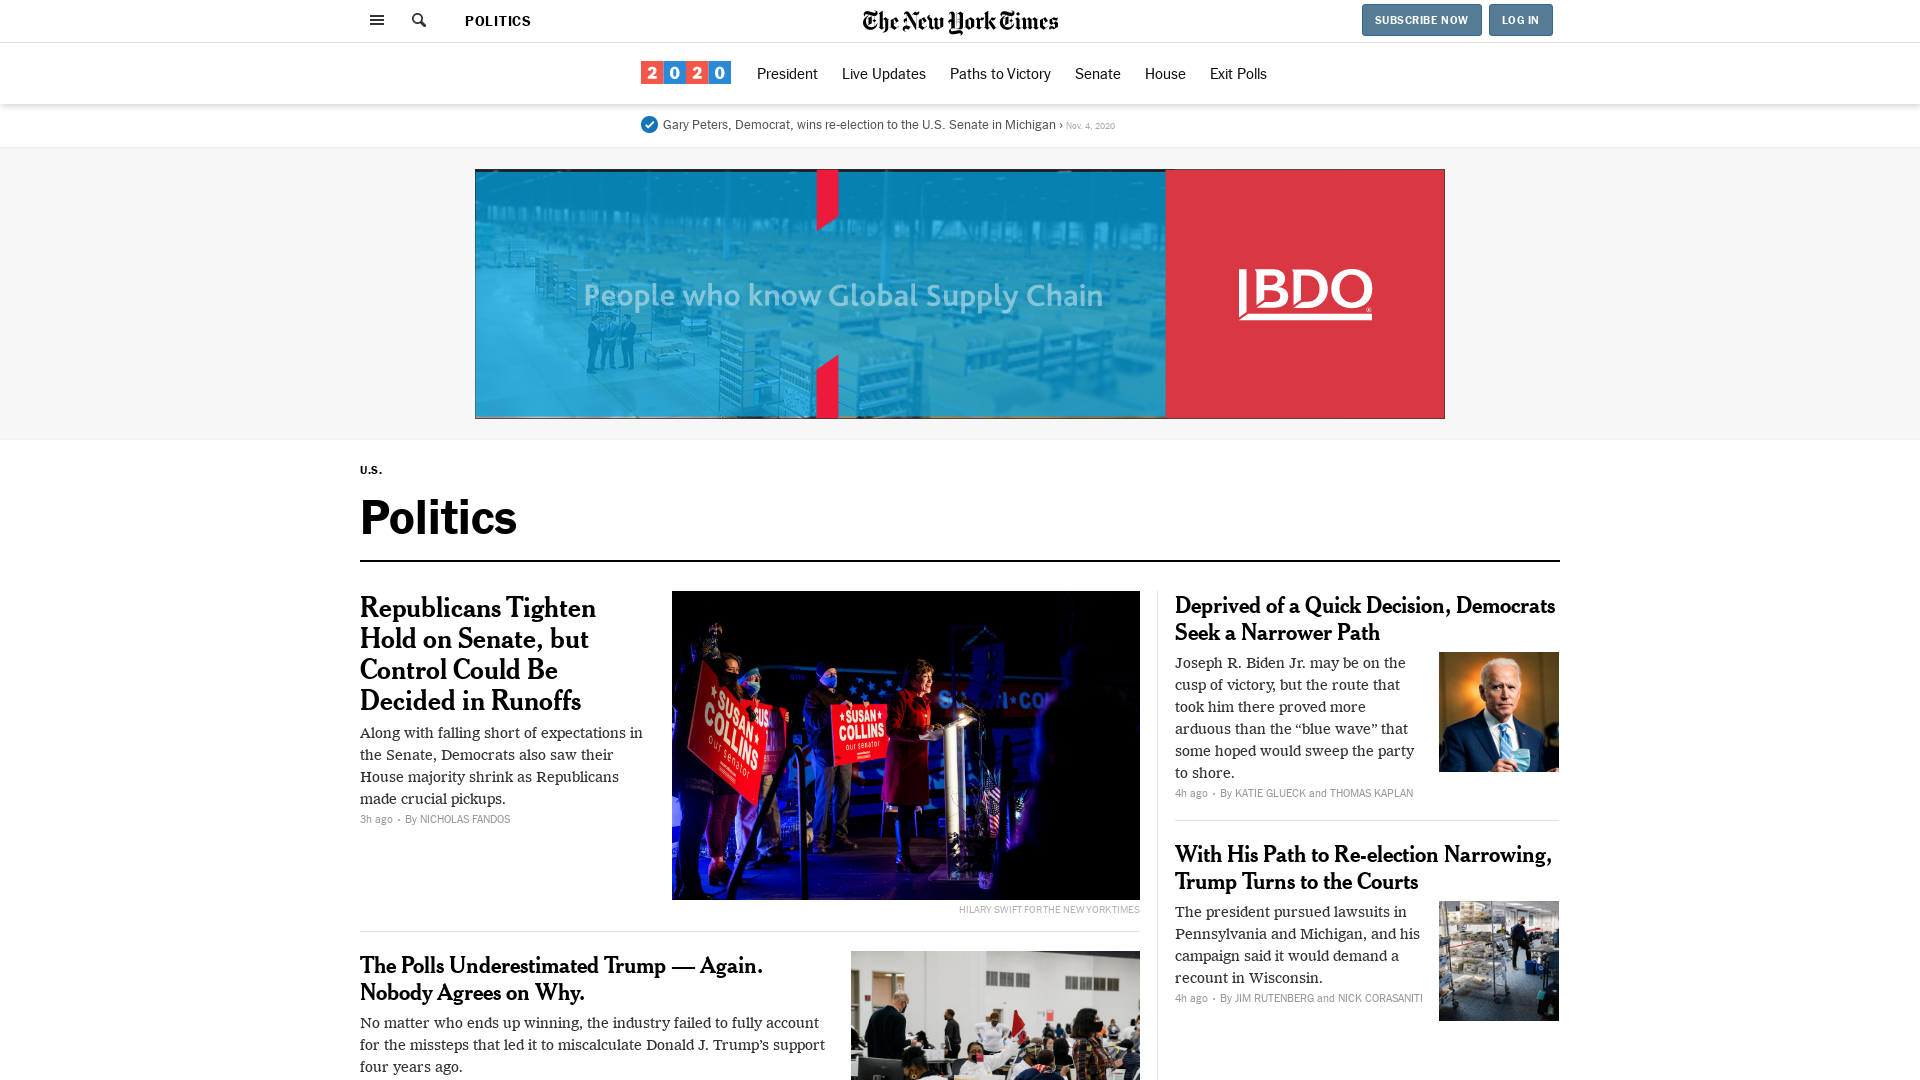 POLITICS
The New York Times
SUBSCRIBE NOW
LOG IN
2020
President
Live Updates
Paths to Victory
Senate
House
Exit Polls
Gary Peters, Democrat, wins re-election to the U.S. Senate in Michigan › Nov. 4, 2020
People who know Global Supply Chain
BDO
®
U.S.
Politics
Republicans Tighten
Hold on Senate, but
Control Could Be
Decided in Runoffs
Along with falling short of expectations in
the Senate, Democrats also saw their
House majority shrink as Republicans
made crucial pickups.
3h ago • By NICHOLAS FANDOS
SUSAN
COLLINS
our senator
SUSAN
COLLINS
our senator
HILARY SWIFT FOR THE NEW YORK TIMES
The Polls Underestimated Trump — Again.
Nobody Agrees on Why.
No matter who ends up winning, the industry failed to fully account
for the missteps that led it to miscalculate Donald J. Trump’s support
four years ago.
Deprived of a Quick Decision, Democrats
Seek a Narrower Path
Joseph R. Biden Jr. may be on the
cusp of victory, but the route that
took him there proved more
arduous than the “blue wave” that
some hoped would sweep the party
to shore.
4h ago • By KATIE GLUECK and THOMAS KAPLAN
With His Path to Re-election Narrowing,
Trump Turns to the Courts
The president pursued lawsuits in
Pennsylvania and Michigan, and his
campaign said it would demand a
recount in Wisconsin.
4h ago • By JIM RUTENBERG and NICK CORASANITI